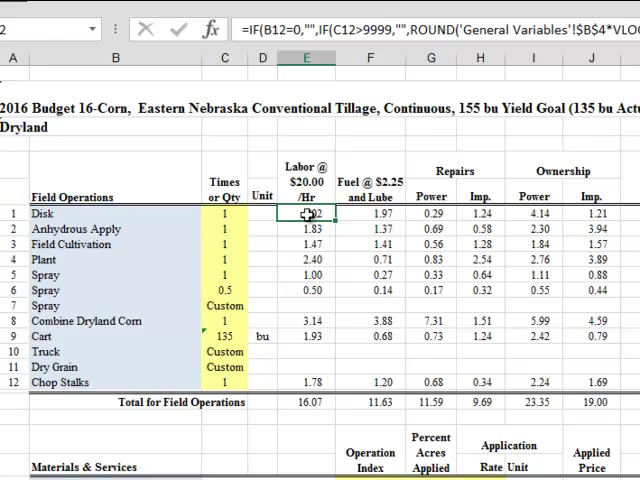 2
fx
=IF(B12=0,"",IF(C12>9999,"",ROUND('General Variables'!$B$4*VLO
A B C D E F G H I J
2016 Budget 16-Corn, Eastern Nebraska Conventional Tillage, Continuous, 155 bu Yield Goal (135 bu Actu
Dryland
Labor @ $20.00 /Hr
Fuel @ $2.25 and Lube
Repairs
Ownership
Field Operations Times or Qty Unit Power Imp. Power Imp.
1 Disk 1 1.97 0.29 1.24 4.14 1.21
2 Anhydrous Apply 1 1.83 1.37 0.69 0.58 2.30 3.94
3 Field Cultivation 1 1.47 1.41 0.56 1.28 1.84 1.57
4 Plant 1 2.40 0.71 0.83 2.54 2.76 3.89
5 Spray 1 1.00 0.27 0.33 0.64 1.11 0.88
6 Spray 0.5 0.50 0.14 0.17 0.32 0.55 0.44
7 Spray Custom
8 Combine Dryland Corn 1 3.14 3.88 7.31 1.51 5.99 4.59
9 Cart 135 bu 1.93 0.68 0.73 1.24 2.42 0.79
10 Truck Custom
11 Dry Grain Custom
12 Chop Stalks 1 1.78 1.20 0.68 0.34 2.24 1.69
Total for Field Operations 16.07 11.63 11.59 9.69 23.35 19.00
Materials & Services
Operation Index
Percent Acres Applied
Application
Rate Unit
Applied Price